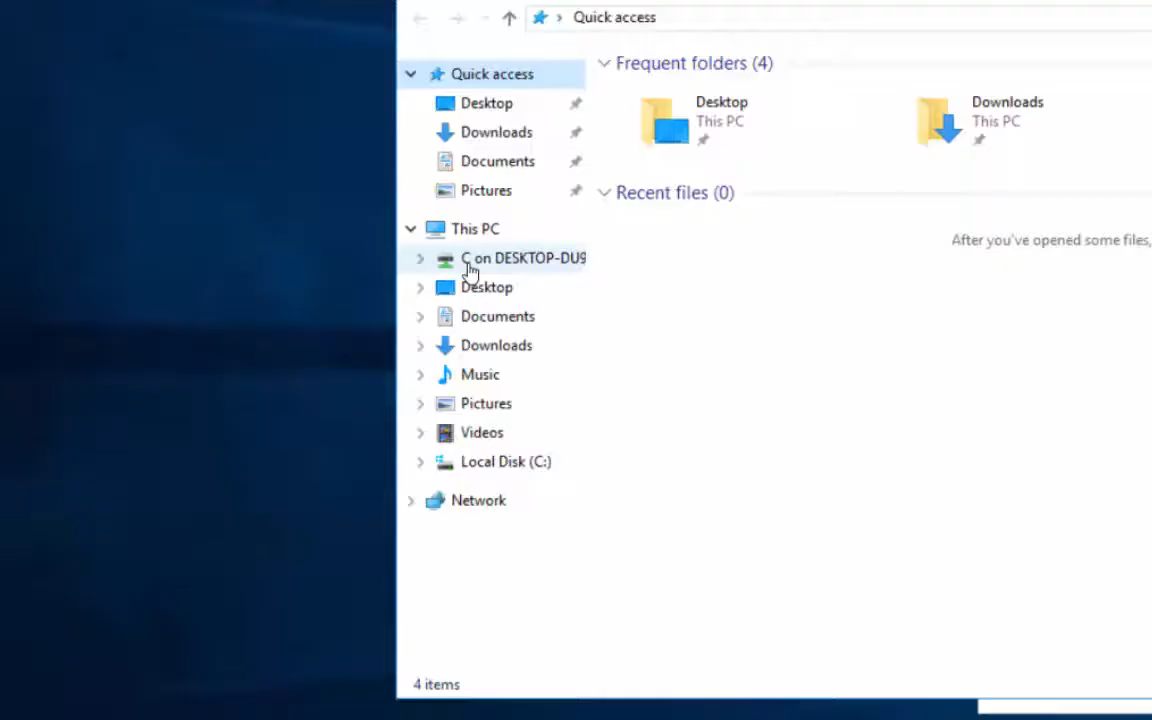 Quick access
Quick access
Desktop
Downloads
Documents
Pictures
This PC
C on DESKTOP-DU9
Desktop
Documents
Downloads
Music
Pictures
Videos
Local Disk (C:)
Network
Frequent folders (4)
Desktop
This PC
Downloads
This PC
Recent files (0)
After you've opened some files,
4 items